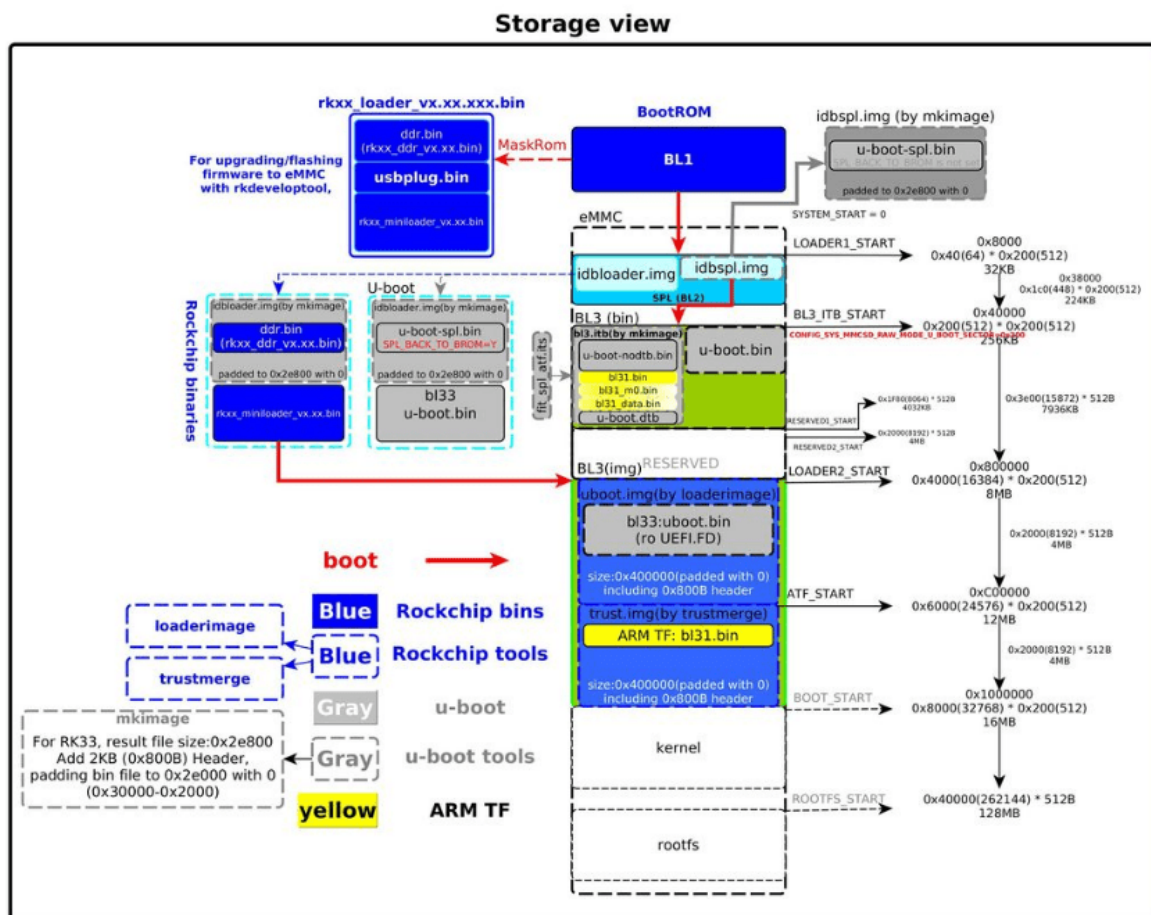 Storage view
rkxx_loader_vx.xx.xxx.bin
ddr.bin
(rkxx_ddr_vx.xx.bin)
usbplug.bin
rkxx_miniloader_vx.xx.bin
For upgrading/flashing
firmware to eMMC
with rkdeveloptool,
MaskRom
BootROM
BL1
idbspl.img (by mkimage)
u-boot-spl.bin
SPL_BACK_TO_BROM is not set
padded to 0x2e800 with 0
SYSTEM_START = 0
eMMC
idbloader.img
idbspl.img
SPL (BL2)
LOADER1_START
0x8000
0x40(64) * 0x200(512)
32KB
0x38000
0x1c0(448) * 0x200(512)
224KB
Rockchip binaries
idbloader.img(by mkimage)
ddr.bin
(rkxx_ddr_vx.xx.bin)
padded to 0x2e800 with 0
rkxx_miniloader_vx.xx.bin
U-boot
idbloader.img(by mkimage)
u-boot-spl.bin
SPL_BACK_TO_BROM='Y'
padded to 0x2e800 with 0
bl33
u-boot.bin
fit_spl_atf.its
BL3 (bin)
bl3.itb(by mkimage)
u-boot-nodtb.bin
bl31.bin
bl31_m0.bin
bl31_data.bin
u-boot.dtb
u-boot.bin
BL3_ITB_START
0x40000
0x200(512) * 0x200(512)
CONFIG_SYS_MMCSD_RAW_MODE_U_BOOT_SECTOR=0x200
256KB
0x3e00(15872) * 512B
7936KB
0x1F80(8064) * 512B
4032KB
RESERVED1_START
0x2000(8192) * 512B
4MB
RESERVED2_START
RESERVED
BL3(img)
LOADER2_START
0x800000
0x4000(16384) * 0x200(512)
8MB
uboot.img(by loaderimage)
bl33:uboot.bin
(ro UEFI.FD)
size:0x400000(padded with 0)
including 0x800B header
0x2000(8192) * 512B
4MB
ATF_START
0xC00000
0x6000(24576) * 0x200(512)
12MB
trust.img(by trustmerge)
ARM TF: bl31.bin
size:0x400000(padded with 0)
including 0x800B header
0x2000(8192) * 512B
4MB
BOOT_START
0x1000000
0x8000(32768) * 0x200(512)
16MB
kernel
ROOTFS_START
0x40000(262144) * 512B
128MB
rootfs
boot
Blue
Rockchip bins
loaderimage
trustmerge
Blue
Rockchip tools
Gray
u-boot
mkimage
For RK33, result file size:0x2e800
Add 2KB (0x800B) Header,
padding bin file to 0x2e000 with 0
(0x30000-0x2000)
Gray
u-boot tools
yellow
ARM TF